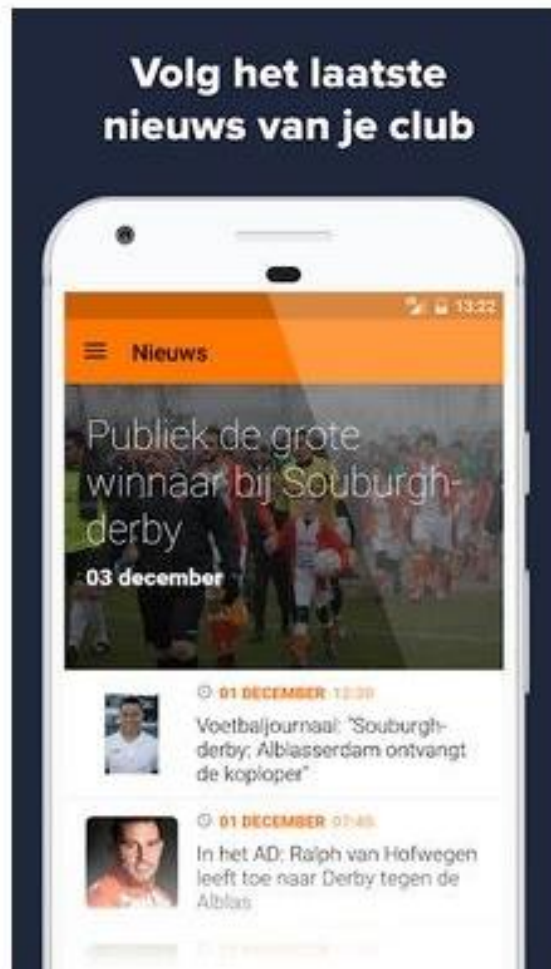 Volg het laatste
nieuws van je club
13:22
Nieuws
Publiek de grote
winnaar bij Souburgh-
derby
03 december
01 DECEMBER 12:30
Voetbaljournaal: "Souburgh-
derby: Alblasserdam ontvangt
de koploper"
01 DECEMBER 07:45
In het AD: Ralph van Hofwegen
leeft toe naar Derby tegen de
Alblas